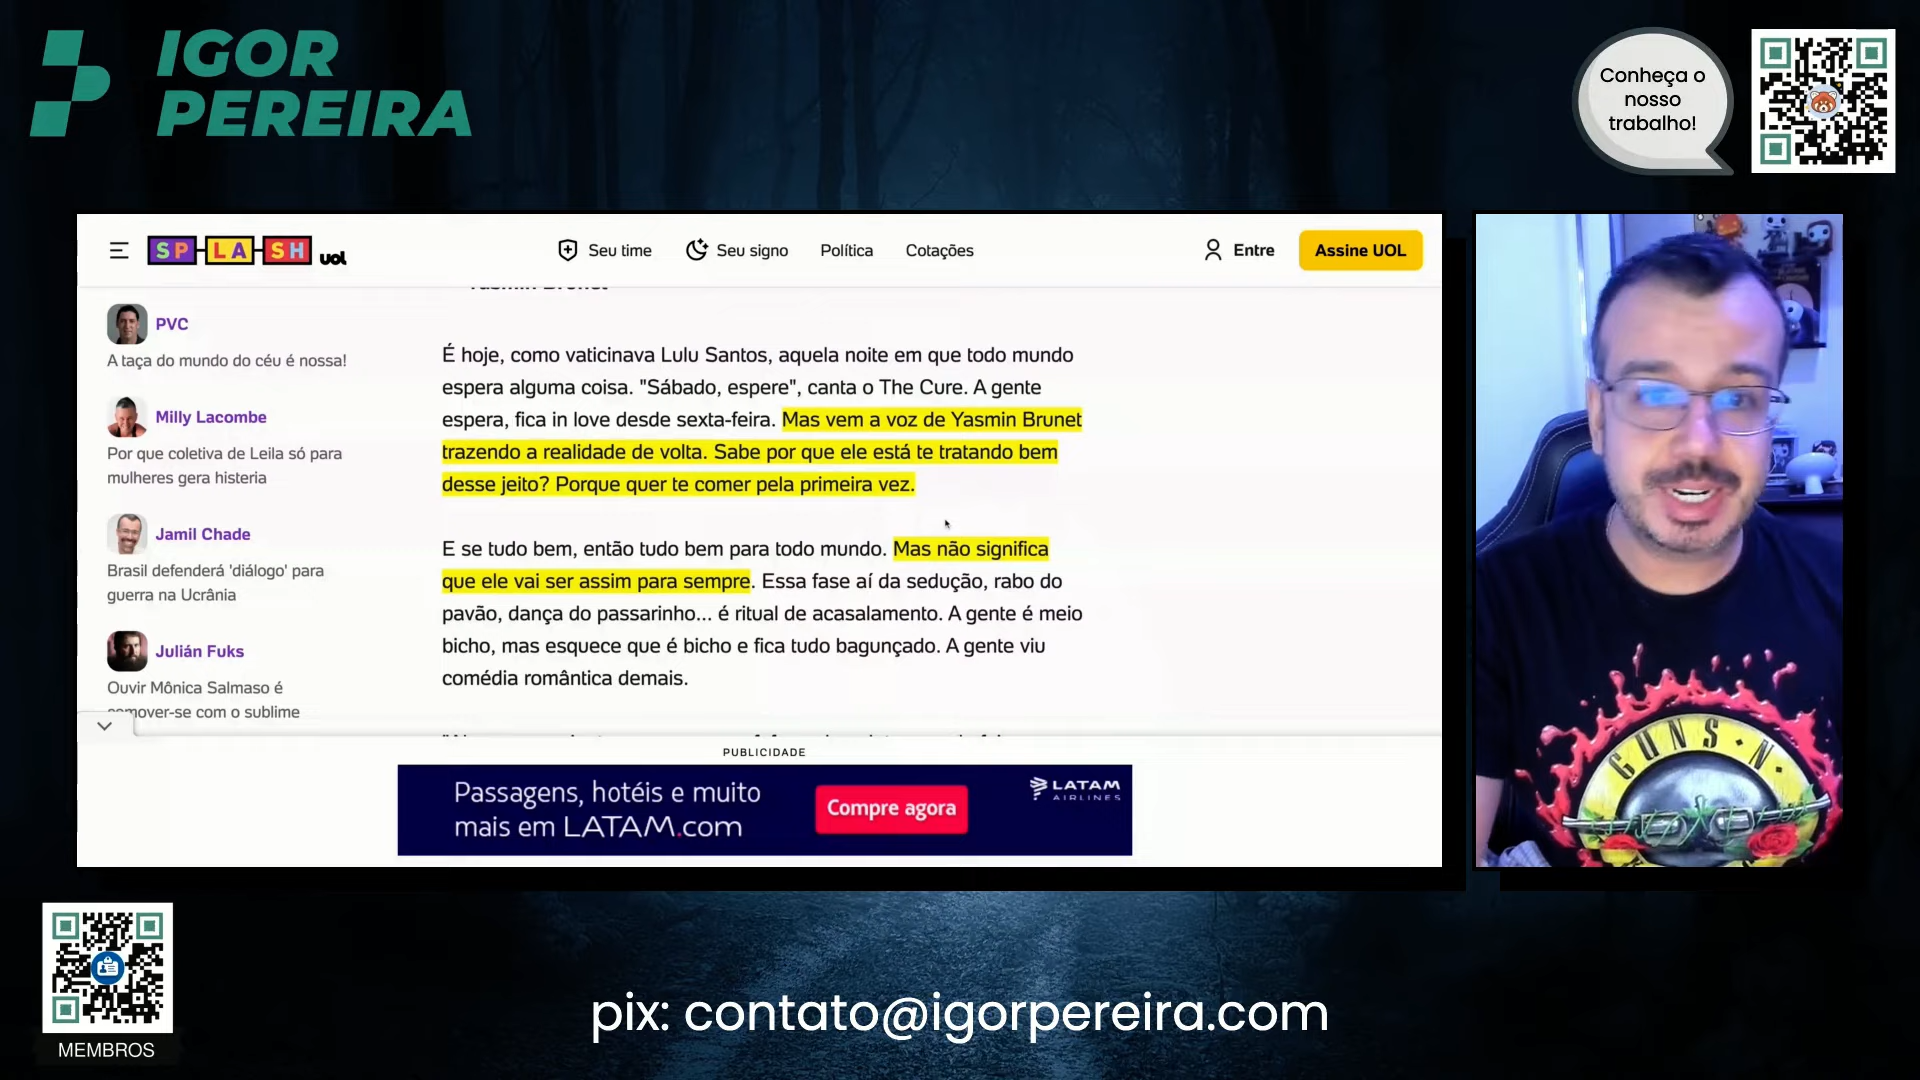 IGOR
PEREIRA
Conheça o
nosso
trabalho!
SPLASH uol
Seu time
Seu signo
Política
Cotações
Entre
Assine UOL
PVC
A taça do mundo do céu é nossa!
Milly Lacombe
Por que coletiva de Leila só para
mulheres gera histeria
Jamil Chade
Brasil defenderá 'diálogo' para
guerra na Ucrânia
Julián Fuks
Ouvir Mônica Salmaso é
comover-se com o sublime
Yasmin Brunet
É hoje, como vaticinava Lulu Santos, aquela noite em que todo mundo
espera alguma coisa. "Sábado, espere", canta o The Cure. A gente
espera, fica in love desde sexta-feira. Mas vem a voz de Yasmin Brunet
trazendo a realidade de volta. Sabe por que ele está te tratando bem
desse jeito? Porque quer te comer pela primeira vez.
E se tudo bem, então tudo bem para todo mundo. Mas não significa
que ele vai ser assim para sempre. Essa fase aí da sedução, rabo do
pavão, dança do passarinho... é ritual de acasalamento. A gente é meio
bicho, mas esquece que é bicho e fica tudo bagunçado. A gente viu
comédia romântica demais.
PUBLICIDADE
Passagens, hotéis e muito
mais em LATAM.com
Compre agora
LATAM
AIRLINES
GUNS N'
MEMBROS
pix: contato@igorpereira.com